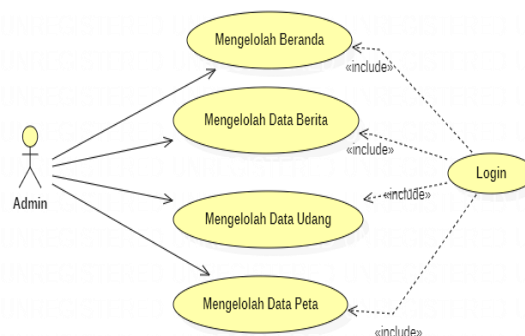 Mengelolah Beranda
«include»
Mengelolah Data Berita
«include»
Login
Admin
«include»
Mengelolah Data Udang
Mengelolah Data Peta
«include»